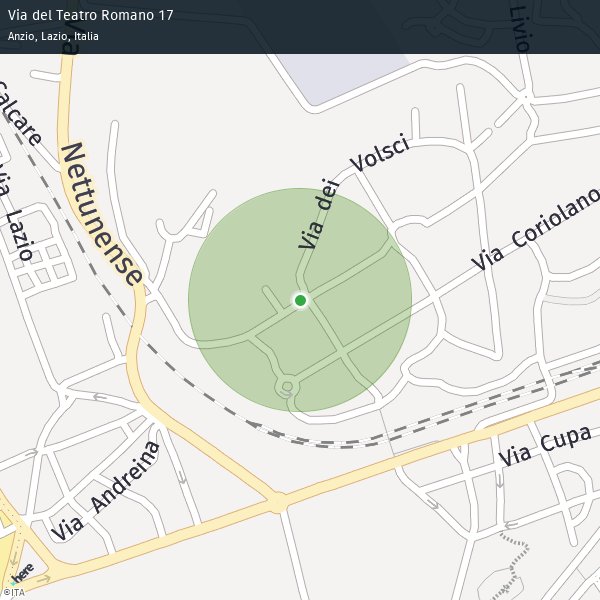 Via del Teatro Romano 17
Anzio, Lazio, Italia
Via
Livio
Calcare
Nettunense
Via dei Volsci
Via Lazio
Via Coriolano
Via Andreina
Via Cupa
here
©ITA